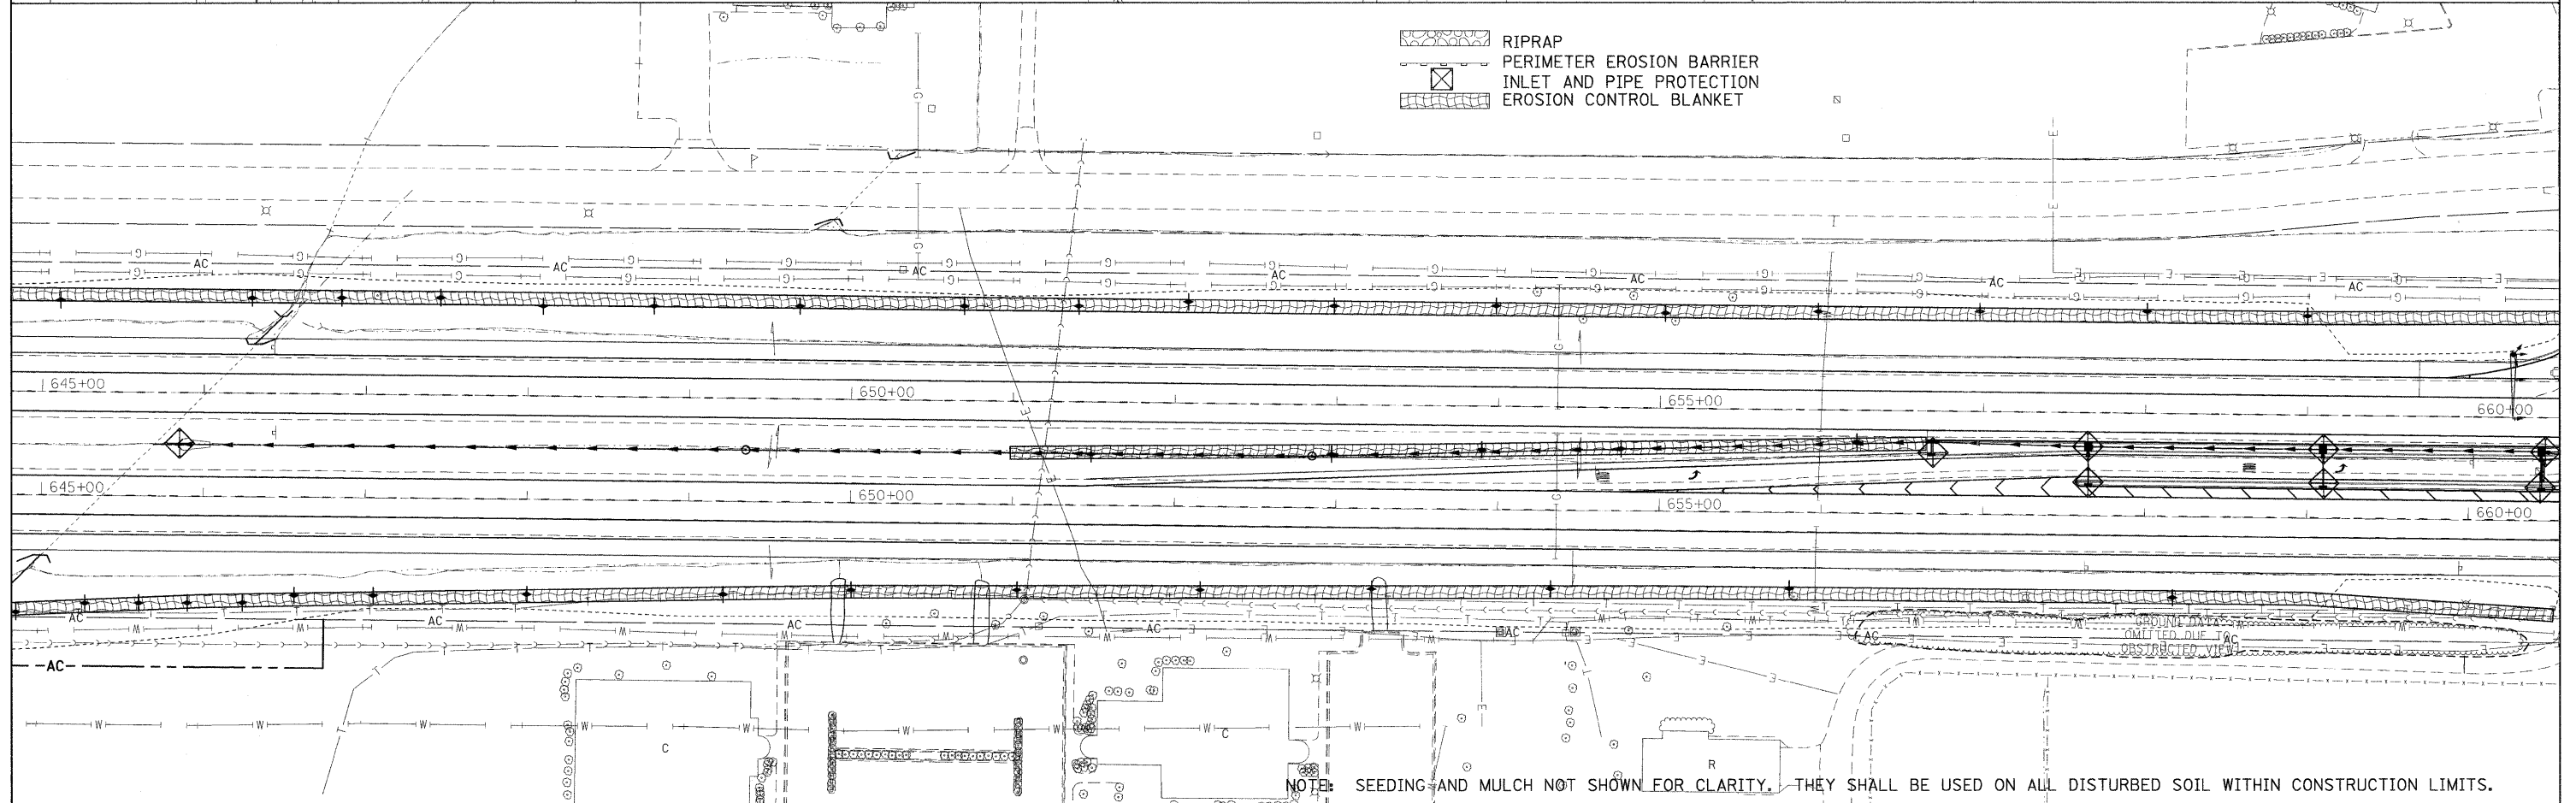 RIPRAP
PERIMETER EROSION BARRIER
INLET AND PIPE PROTECTION
EROSION CONTROL BLANKET
AC AC AC AC AC AC AC
645+00 650+00 655+00 660+00
645+00 650+00 655+00 660+00
AC AC AC AC AC AC AC
GROUND DATA
OMITTED DUE TO
OBSTRUCTED VIEW
AC
W W W W W W W W W
C C R
NOTE: SEEDING AND MULCH NOT SHOWN FOR CLARITY. THEY SHALL BE USED ON ALL DISTURBED SOIL WITHIN CONSTRUCTION LIMITS.